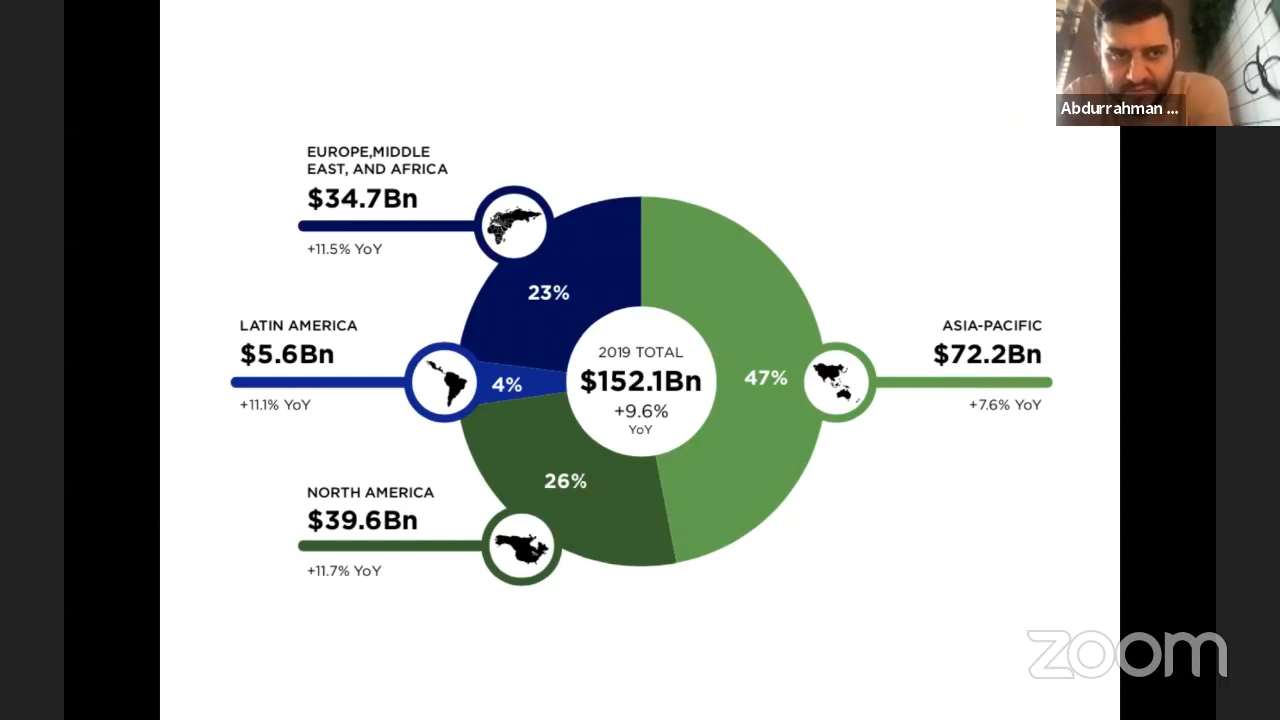 Abdurrahman ...
EUROPE,MIDDLE
EAST, AND AFRICA
$34.7Bn
+11.5% YoY
23%
LATIN AMERICA
$5.6Bn
+11.1% YoY
4%
2019 TOTAL
$152.1Bn
+9.6%
YoY
47%
ASIA-PACIFIC
$72.2Bn
+7.6% YoY
26%
NORTH AMERICA
$39.6Bn
+11.7% YoY
zoom